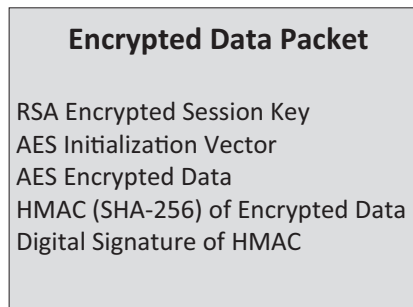 Encrypted Data Packet
RSA Encrypted Session Key
AES Initialization Vector
AES Encrypted Data
HMAC (SHA-256) of Encrypted Data
Digital Signature of HMAC